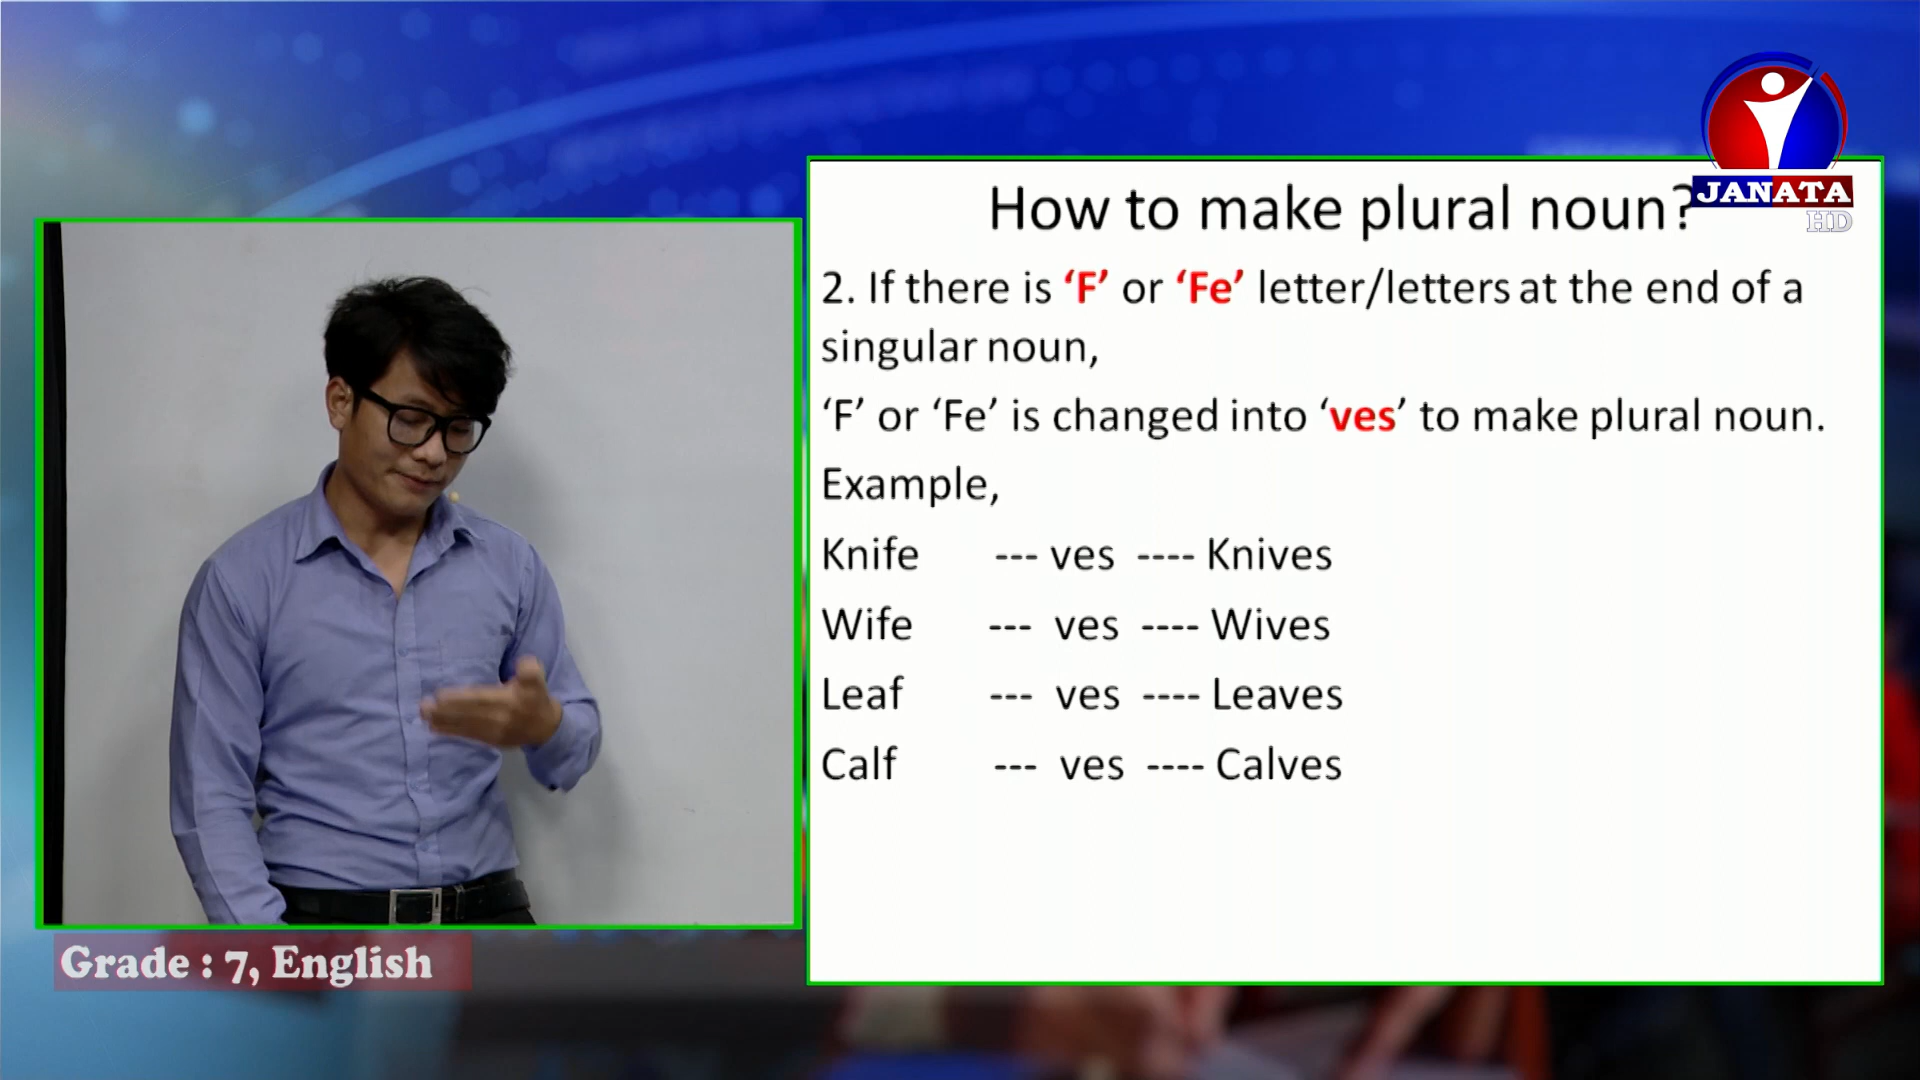 JANATA
HD
How to make plural noun?
2. If there is ‘F’ or ‘Fe’ letter/letters at the end of a
singular noun,
‘F’ or ‘Fe’ is changed into ‘ves’ to make plural noun.
Example,
Knife --- ves ---- Knives
Wife --- ves ---- Wives
Leaf --- ves ---- Leaves
Calf --- ves ---- Calves
Grade : 7, English